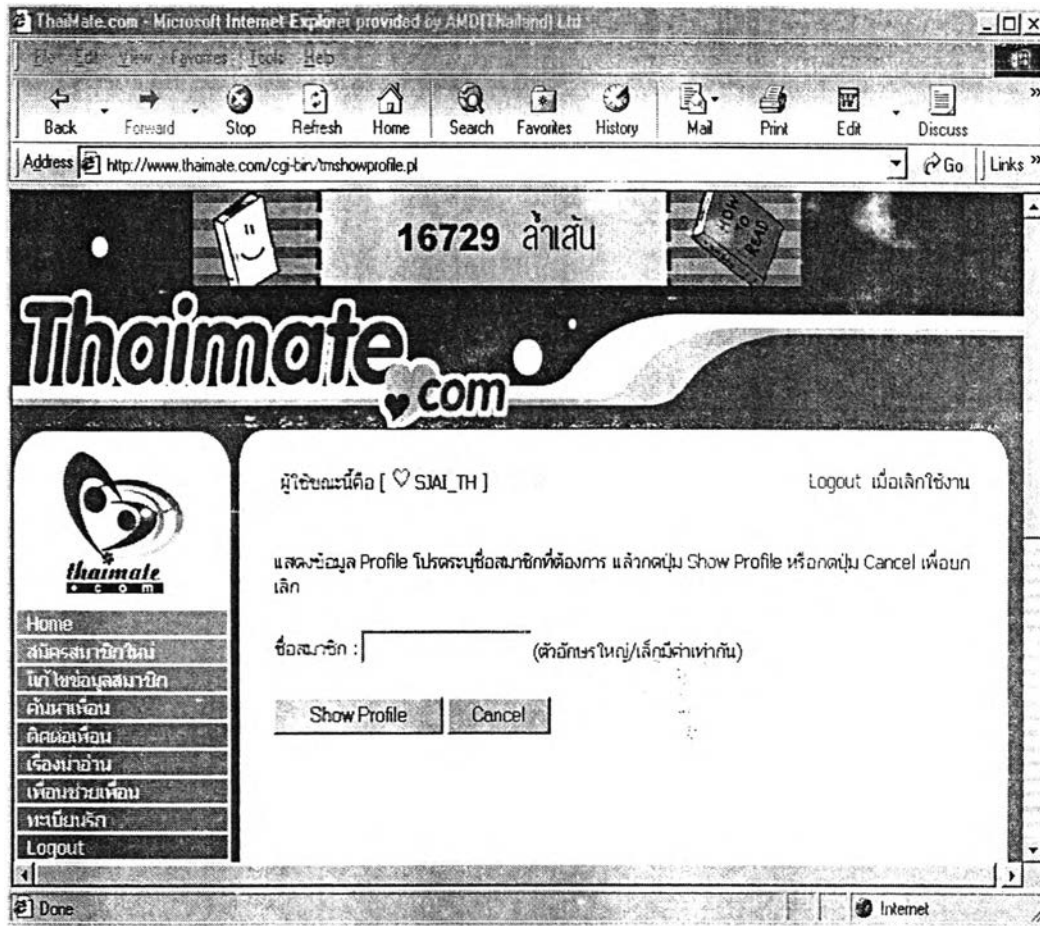 ThaiMate.com - Microsoft Internet Explorer provided by AMD(Thailand) Ltd
File Edit View Favorites Tools Help
Back Forward Stop Refresh Home Search Favorites History Mail Print Edit Discuss
Address http://www.thaimate.com/cgi-bin/tmshowprofile.pl Go Links
16729 ล้ำเส้น
HOW TO READ
Thaimate.com
thaimate
com
ผู้ใช้ขณะนี้คือ [ ♡ SJAI_TH ] Logout เมื่อเลิกใช้งาน
แสดงข้อมูล Profile โปรดระบุชื่อสมาชิกที่ต้องการ แล้วกดปุ่ม Show Profile หรือกดปุ่ม Cancel เพื่อยก
เลิก
ชื่อสมาชิก : (ตัวอักษรใหญ่/เล็กมีค่าเท่ากัน)
Show Profile Cancel
Home
สมัครสมาชิกใหม่
แก้ไขข้อมูลสมาชิก
ค้นหาเพื่อน
ติดต่อเพื่อน
เรื่องน่าอ่าน
เพื่อนช่วยเพื่อน
ทะเบียนรัก
Logout
Done Internet